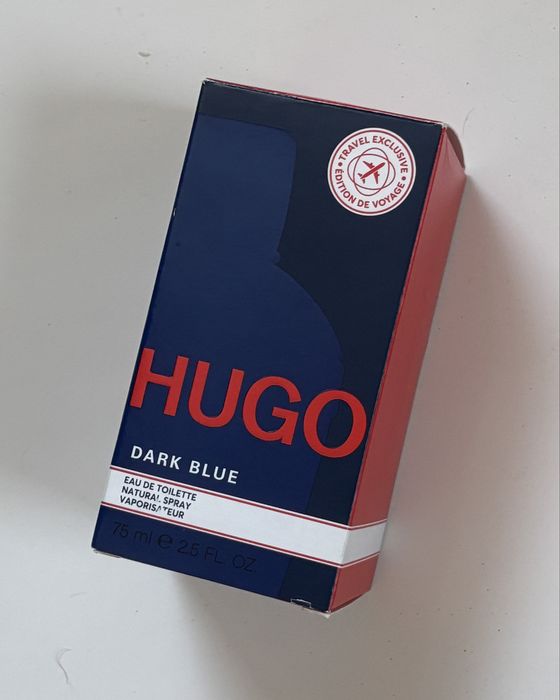 • TRAVEL EXCLUSIVE •
ÉDITION DE VOYAGE
HUGO
DARK BLUE
EAU DE TOILETTE
NATURAL SPRAY
VAPORISATEUR
75 ml ℮ 2.5 FL. OZ.